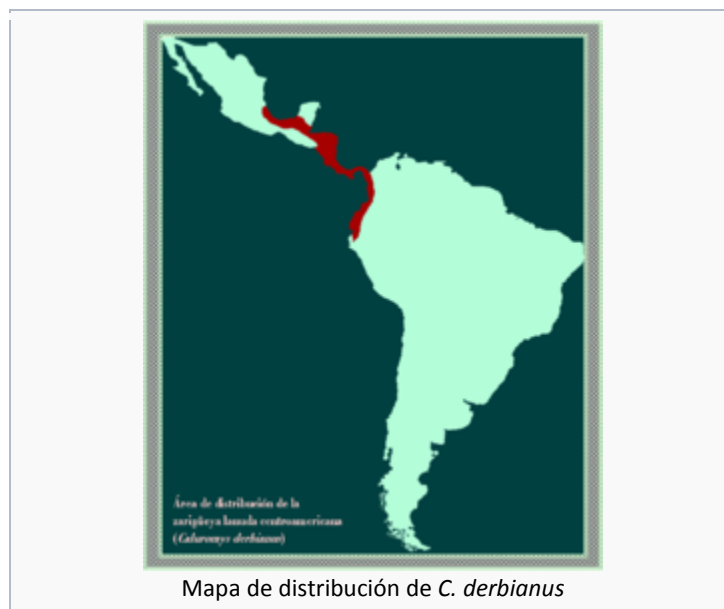 Área de distribución de la
zarigüeya lanuda centroamericana
(Caluromys derbianus)
Mapa de distribución de C. derbianus